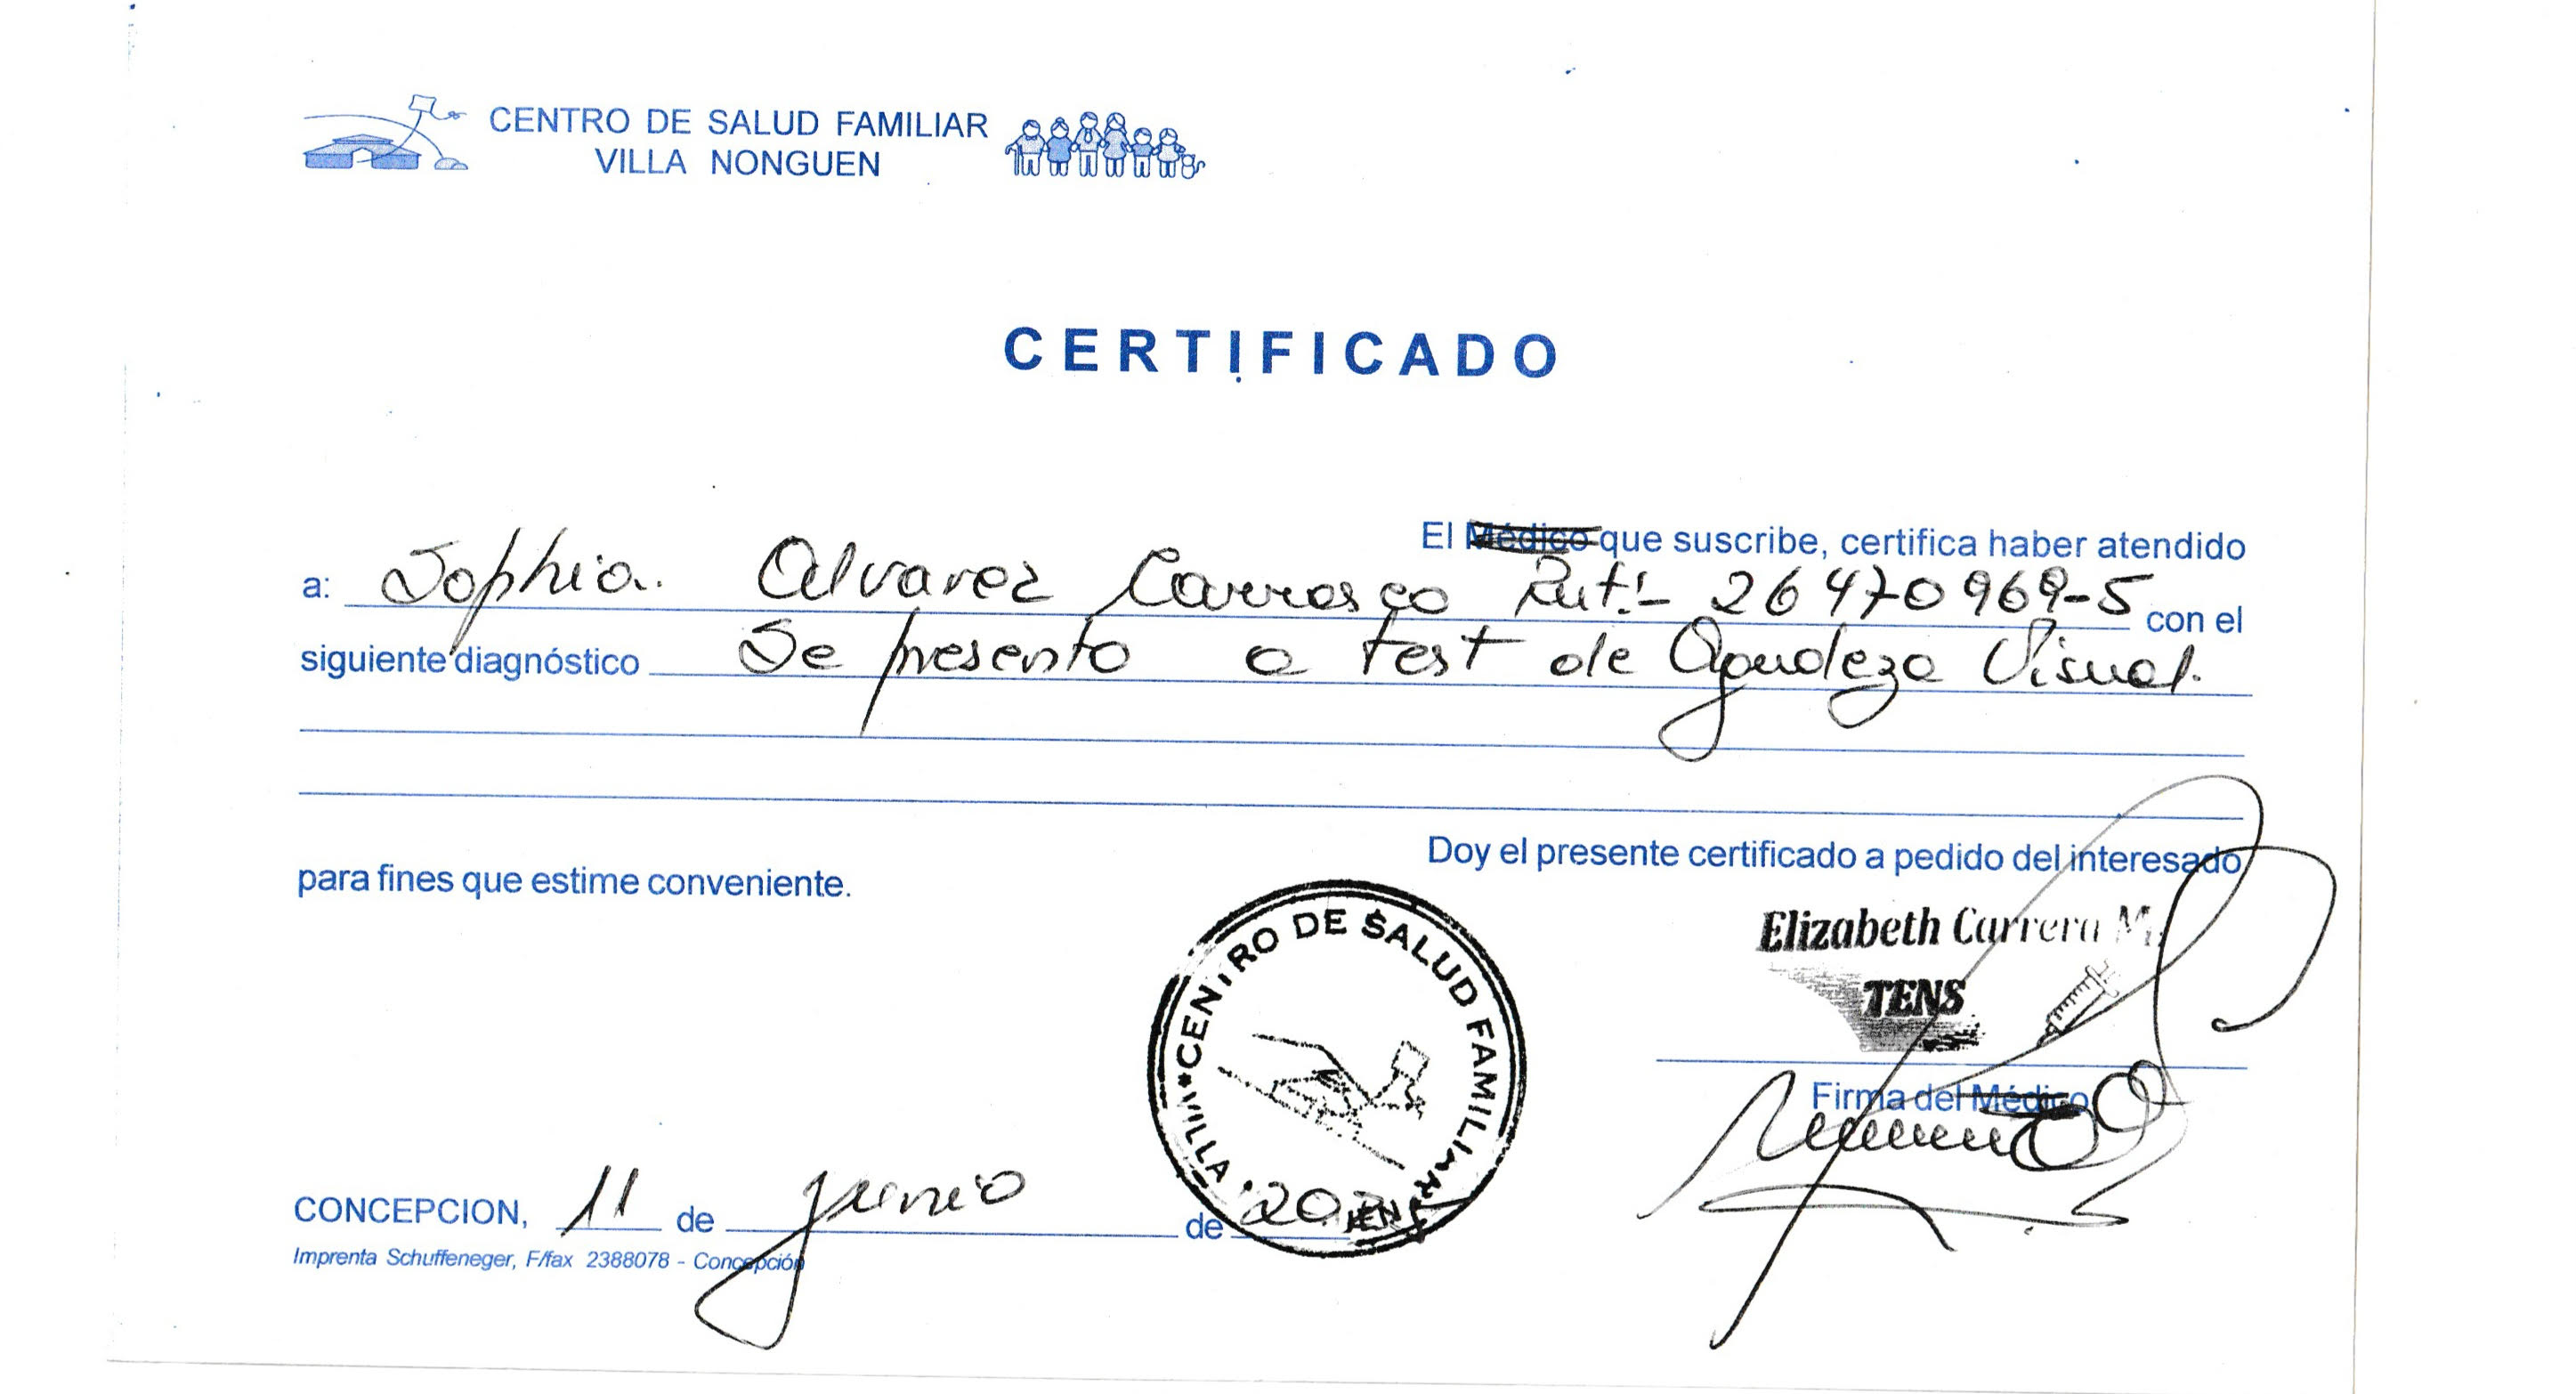 CENTRO DE SALUD FAMILIAR
VILLA NONGUEN
CERTIFICADO
El Médico que suscribe, certifica haber atendido
a: Sophia Alvarez Carrasco Rut:- 26470969-5 con el
siguiente diagnóstico Se presento a test de Agudeza Visual.
Doy el presente certificado a pedido del interesado
para fines que estime conveniente.
CENTRO DE SALUD FAMILIAR
VILLA
Elizabeth Carrera M.
TENS
Firma del Médico
CONCEPCION, 11 de junio de 20
Imprenta Schuffeneger, F/fax 2388078 - Concepción